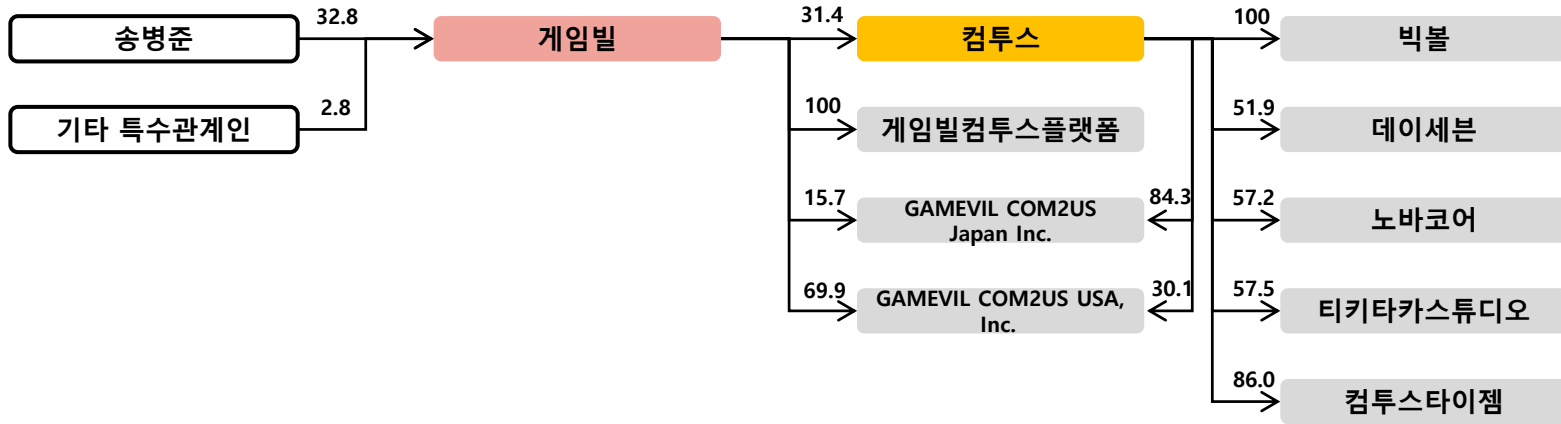 32.8
송병준
2.8
기타 특수관계인
게임빌
31.4
컴투스
100
게임빌컴투스플랫폼
15.7
GAMEVIL COM2US
Japan Inc.
84.3
69.9
GAMEVIL COM2US USA,
Inc.
30.1
100
빅볼
51.9
데이세븐
57.2
노바코어
57.5
티키타카스튜디오
86.0
컴투스타이젬